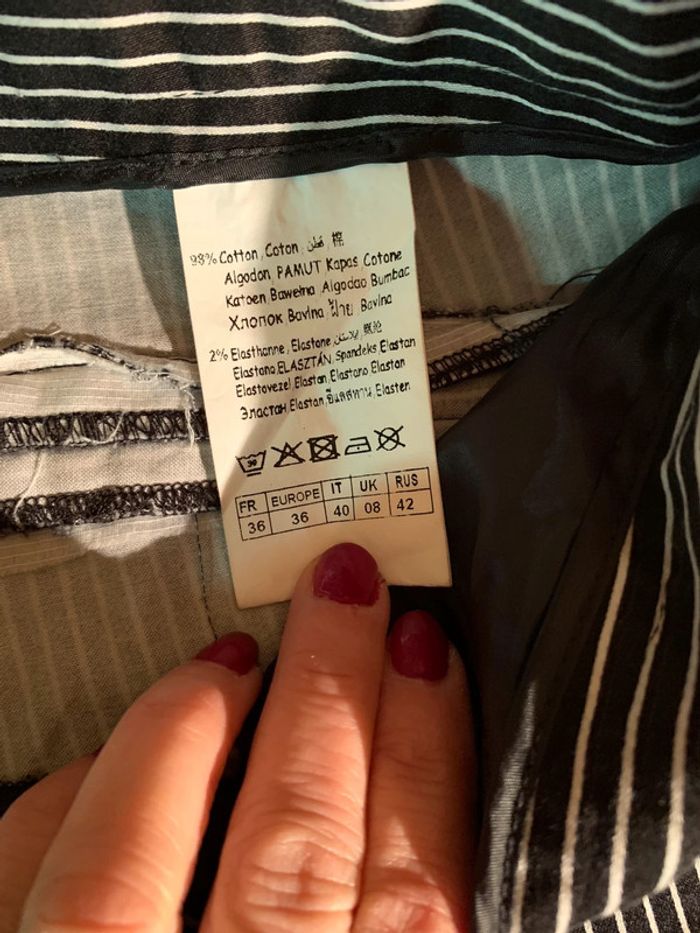 98% Cotton, Coton, قطن, 棉
Algodon PAMUT Kapas Cotone
Katoen Bawełna Algodao Bumbac
Хлопок Bavlna ฝ้าย Bavlna
2% Elasthanne, Elastone,
Elastano, ELASZTÁN, Spandeks, Elastan
Elastovezel, Elastan, Elastano Elastan
Эластан Elastan, Elasten
30
FR EUROPE IT UK RUS
36 36 40 08 42